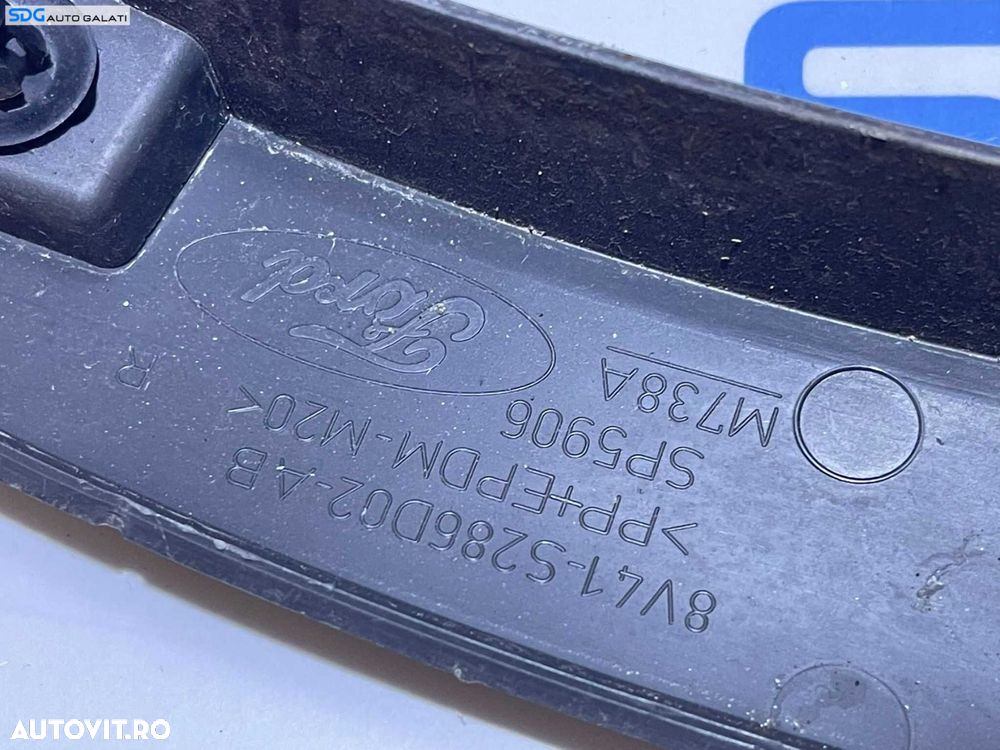 SDG AUTO GALATI
Ford
M738A
SP5906
>PP+EPDM-M20<
8V41-S286D02-AB
R
AUTOVIT.RO